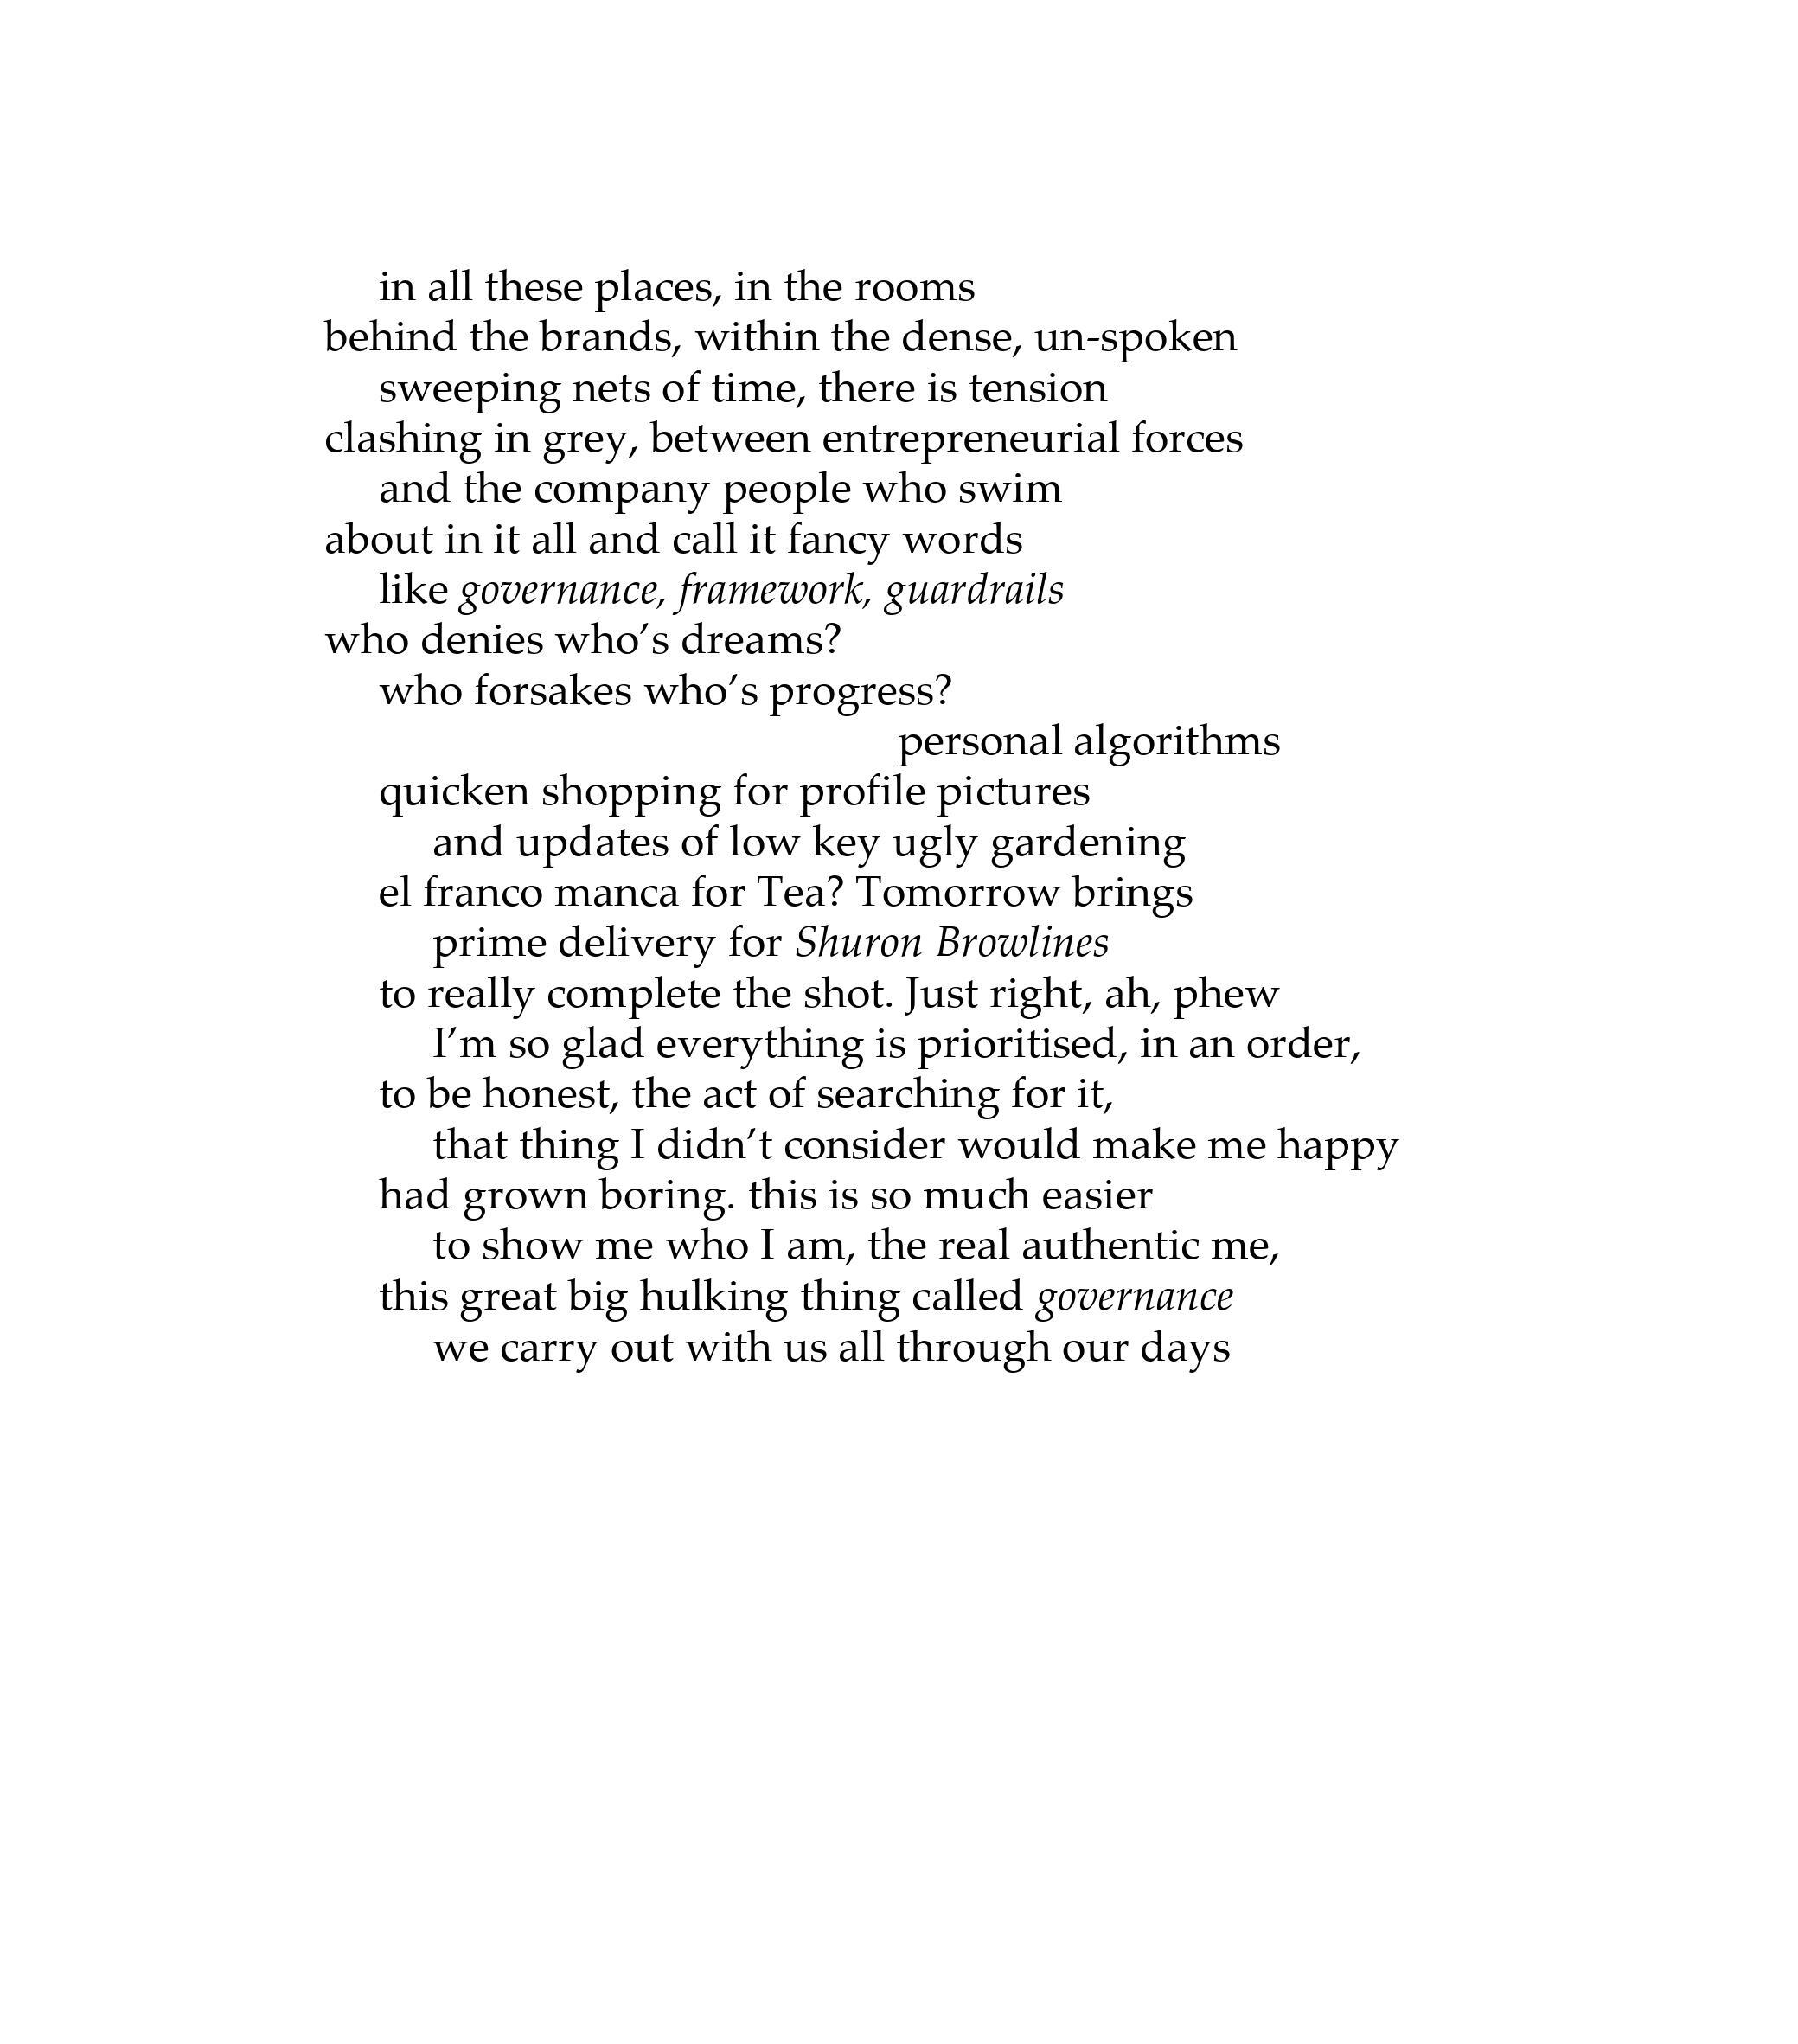 in all these places, in the rooms
behind the brands, within the dense, un-spoken
sweeping nets of time, there is tension
clashing in grey, between entrepreneurial forces
and the company people who swim
about in it all and call it fancy words
like governance, framework, guardrails
who denies who’s dreams?
who forsakes who’s progress?
personal algorithms
quicken shopping for profile pictures
and updates of low key ugly gardening
el franco manca for Tea? Tomorrow brings
prime delivery for Shuron Browlines
to really complete the shot. Just right, ah, phew
I’m so glad everything is prioritised, in an order,
to be honest, the act of searching for it,
that thing I didn’t consider would make me happy
had grown boring. this is so much easier
to show me who I am, the real authentic me,
this great big hulking thing called governance
we carry out with us all through our days